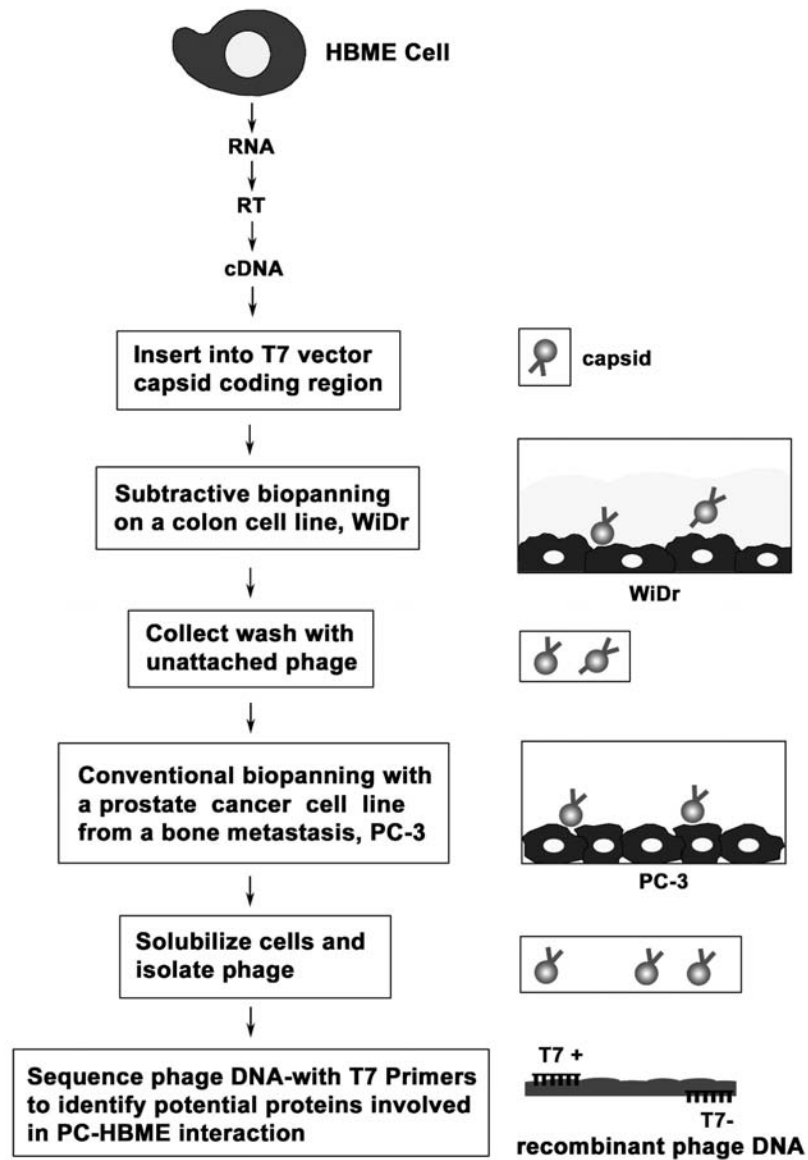 HBME Cell
RNA
RT
cDNA
Insert into T7 vector
capsid coding region
capsid
Subtractive biopanning
on a colon cell line, WiDr
WiDr
Collect wash with
unattached phage
Conventional biopanning with
a prostate cancer cell line
from a bone metastasis, PC-3
PC-3
Solubilize cells and
isolate phage
Sequence phage DNA-with T7 Primers
to identify potential proteins involved
in PC-HBME interaction
T7 +
T7-
recombinant phage DNA